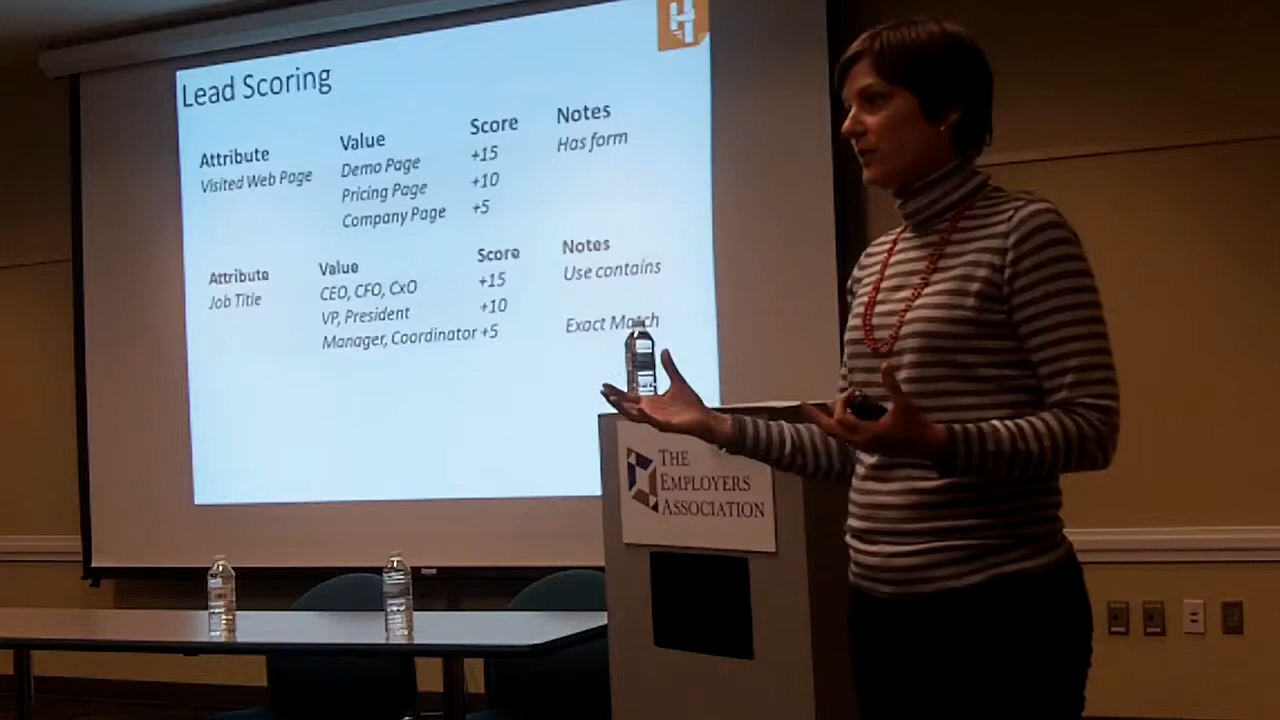 Lead Scoring
Attribute Value Score Notes
Visited Web Page Demo Page +15 Has form
Pricing Page +10
Company Page +5
Attribute Value Score Notes
Job Title CEO, CFO, CxO +15 Use contains
VP, President +10
Manager, Coordinator +5 Exact Match
THE
EMPLOYERS
ASSOCIATION